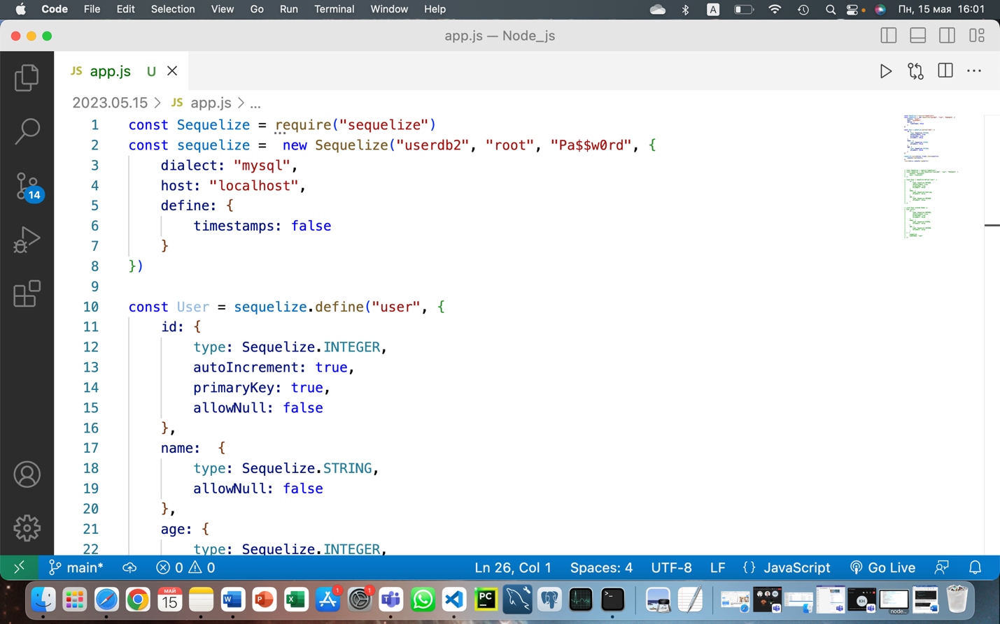 Code File Edit Selection View Go Run Terminal Window Help A Пн, 15 мая 16:01
app.js — Node_js
JS app.js U
2023.05.15 > JS app.js > ...
1 const Sequelize = require("sequelize")
2 const sequelize =  new Sequelize("userdb2", "root", "Pa$$w0rd", {
3     dialect: "mysql",
4     host: "localhost",
5     define: {
6         timestamps: false
7     }
8 })
9
10 const User = sequelize.define("user", {
11     id: {
12         type: Sequelize.INTEGER,
13         autoIncrement: true,
14         primaryKey: true,
15         allowNull: false
16     },
17     name:  {
18         type: Sequelize.STRING,
19         allowNull: false
20     },
21     age: {
22         type: Sequelize.INTEGER,
14
main* 0 0 Ln 26, Col 1 Spaces: 4 UTF-8 LF {} JavaScript Go Live
МАЙ
15
W P X 1 1 PC >_ KH node...